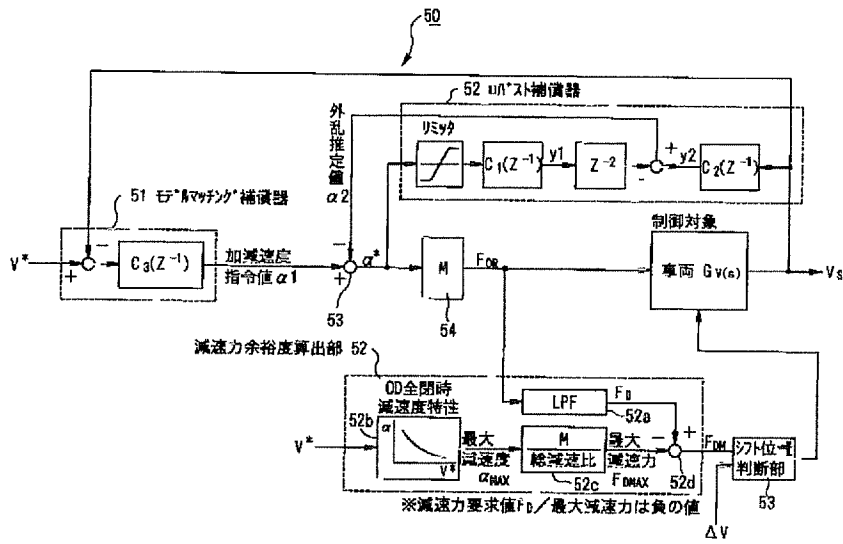 50
52 ロバスト補償器
リミッタ
C1(Z⁻¹)
y1
Z⁻²
+
-
y2
C2(Z⁻¹)
外乱推定値
α2
51 モデルマッチング補償器
V*
+
-
C3(Z⁻¹)
加減速度
指令値α1
-
+
α*
53
M
54
FOR
制御対象
車両 GV(s)
VS
減速力余裕度算出部 52
OD全閉時
減速度特性
52b
α
V*
V*
最大
減速度
αMAX
LPF
52a
FD
M
総減速比
52c
最大
減速力
FDMAX
-
+
52d
FDM
シフト位置
判断部
53
ΔV
※減速力要求値FD/最大減速力は負の値